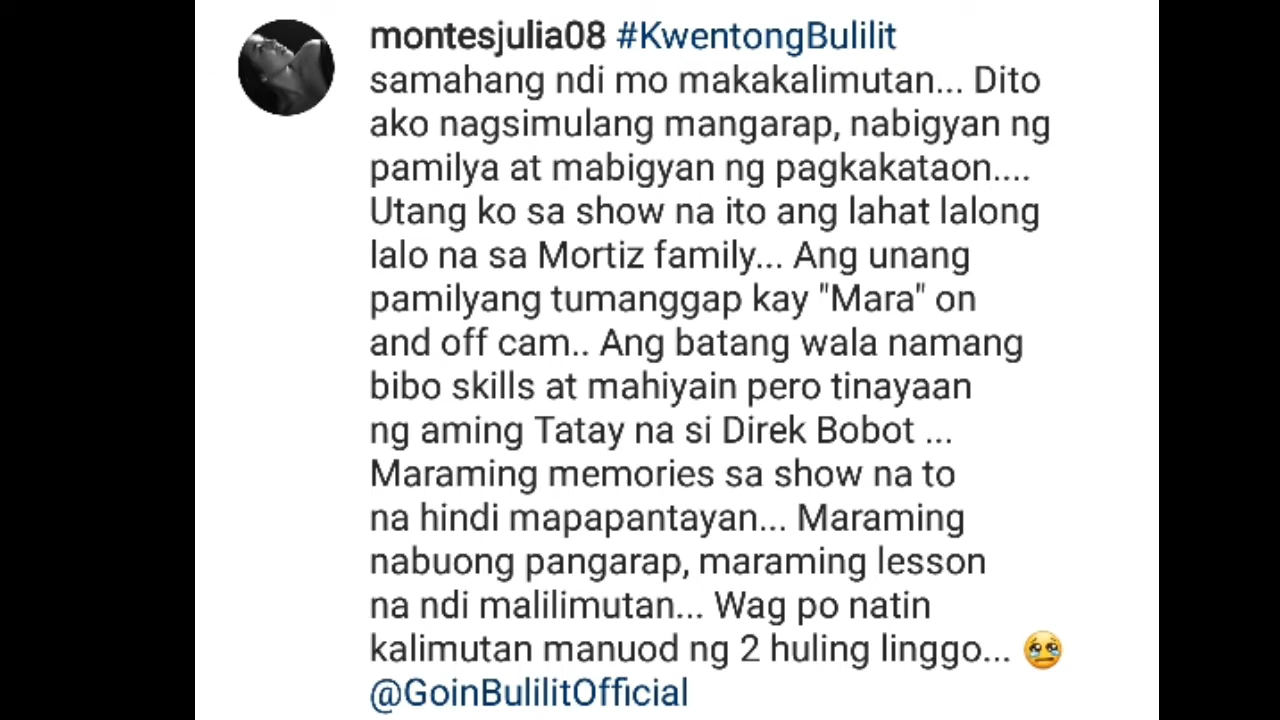 montesjulia08 #KwentongBulilit
samahang ndi mo makakalimutan... Dito
ako nagsimulang mangarap, nabigyan ng
pamilya at mabigyan ng pagkakataon....
Utang ko sa show na ito ang lahat lalong
lalo na sa Mortiz family... Ang unang
pamilyang tumanggap kay "Mara" on
and off cam.. Ang batang wala namang
bibo skills at mahiyain pero tinayaan
ng aming Tatay na si Direk Bobot ...
Maraming memories sa show na to
na hindi mapapantayan... Maraming
nabuong pangarap, maraming lesson
na ndi malilimutan... Wag po natin
kalimutan manuod ng 2 huling linggo... 😢
@GoinBulilitOfficial